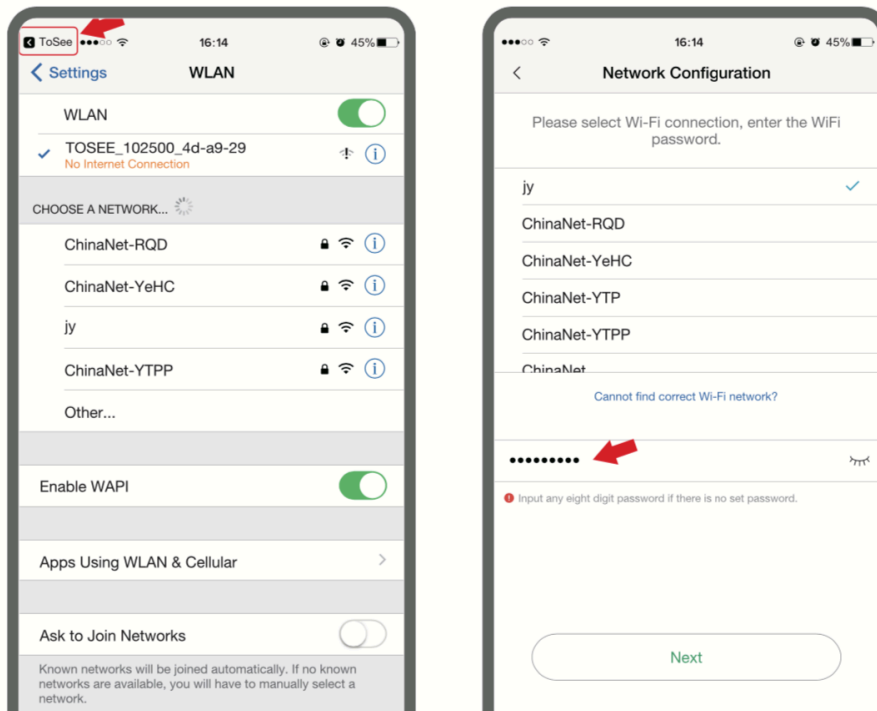 ToSee
16:14
45%
Settings
WLAN
WLAN
TOSEE_102500_4d-a9-29
No Internet Connection
CHOOSE A NETWORK...
ChinaNet-RQD
ChinaNet-YeHC
jy
ChinaNet-YTPP
Other...
Enable WAPI
Apps Using WLAN & Cellular
Ask to Join Networks
Known networks will be joined automatically. If no known
networks are available, you will have to manually select a
network.
16:14
45%
Network Configuration
Please select Wi-Fi connection, enter the WiFi
password.
jy
ChinaNet-RQD
ChinaNet-YeHC
ChinaNet-YTP
ChinaNet-YTPP
ChinaNet
Cannot find correct Wi-Fi network?
•••••••••
Input any eight digit password if there is no set password.
Next